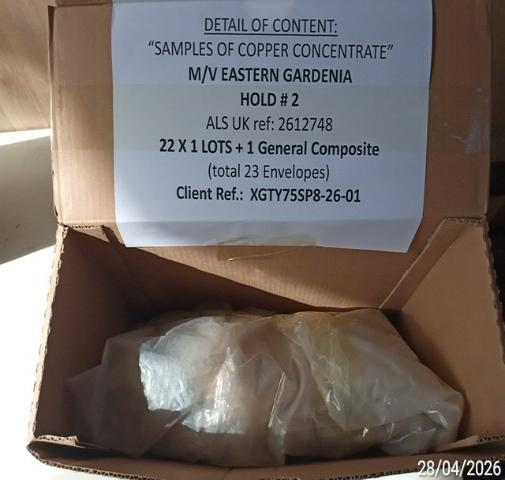 DETAIL OF CONTENT:
“SAMPLES OF COPPER CONCENTRATE”
M/V EASTERN GARDENIA
HOLD # 2
ALS UK ref: 2612748
22 X 1 LOTS + 1 General Composite
(total 23 Envelopes)
Client Ref.: XGTY75SP8-26-01
28/04/2026